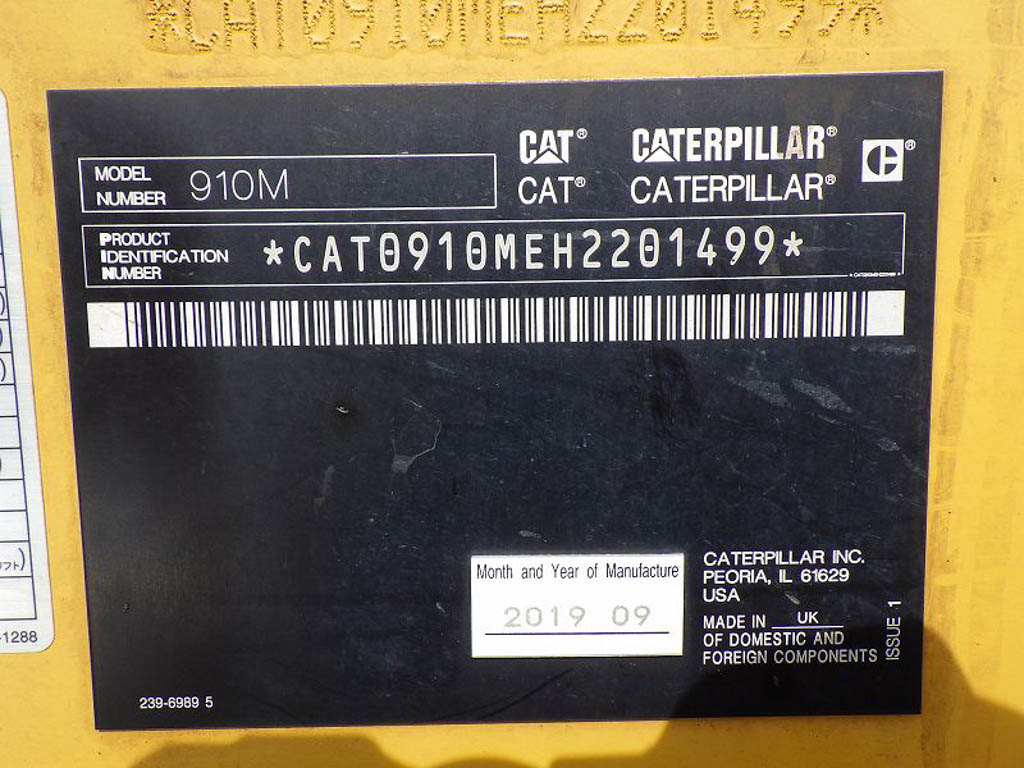 *CAT0910MEH2201499*
CAT® CATERPILLAR® ®
CAT® CATERPILLAR®
MODEL
NUMBER 910M
PRODUCT
IDENTIFICATION
NUMBER
*CAT0910MEH2201499*
Month and Year of Manufacture
2019 09
CATERPILLAR INC.
PEORIA, IL 61629
USA
MADE IN UK
OF DOMESTIC AND
FOREIGN COMPONENTS
ISSUE 1
239-6989 5
フト)
-1288